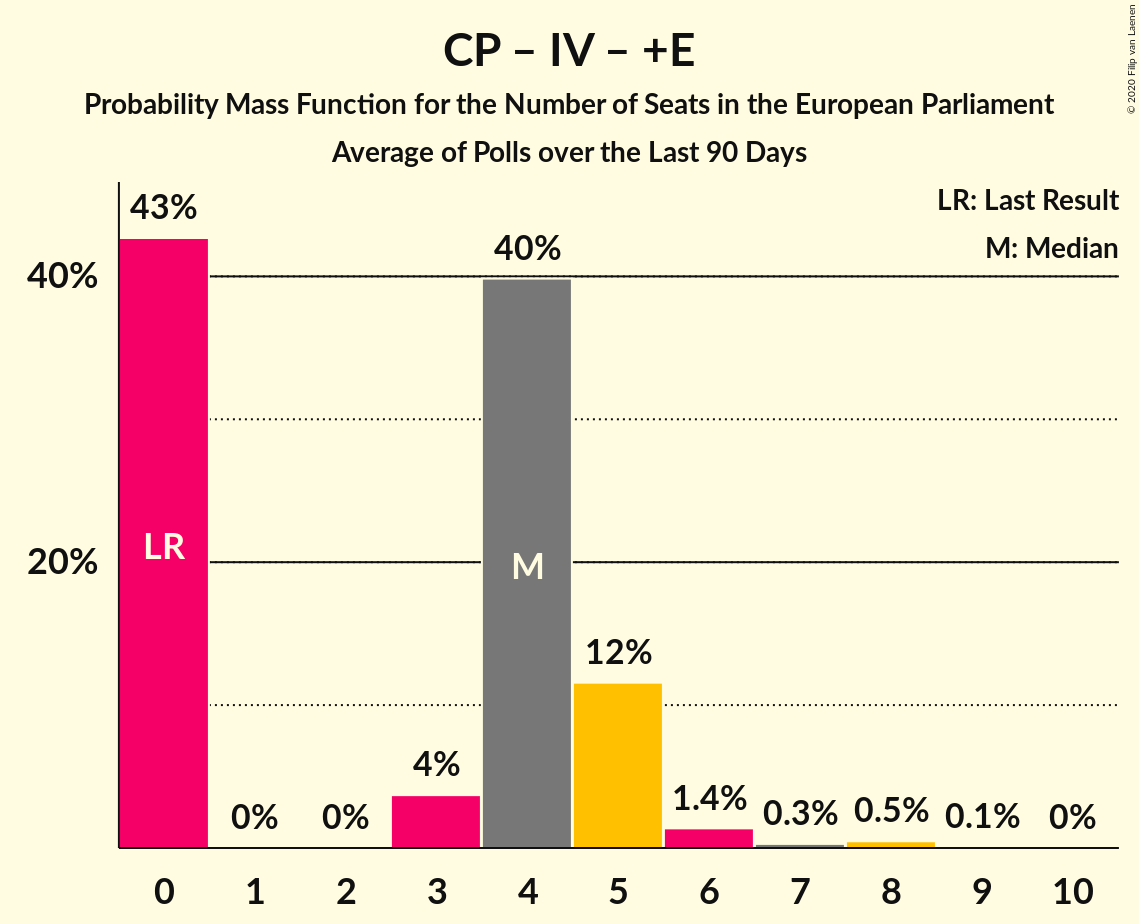 CP – IV – +E
Probability Mass Function for the Number of Seats in the European Parliament
Average of Polls over the Last 90 Days
© 2020 Filip van Laenen
LR: Last Result
M: Median
43%
40%
40%
LR
M
20%
12%
4%
0%
0%
1.4%
0.3%
0.5%
0.1%
0%
0 1 2 3 4 5 6 7 8 9 10